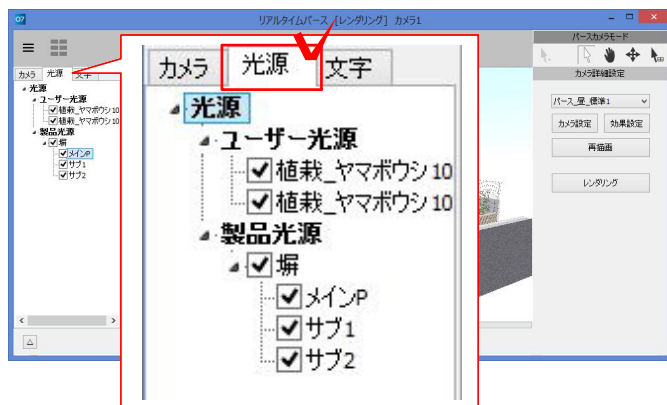 O7
リアルタイムパース [レンダリング] カメラ1
パースカメラモード
カメラ詳細設定
パース_昼_標準1
カメラ設定
効果設定
再描画
レンダリング
カメラ
光源
文字
光源
ユーザー光源
植栽_ヤマボウシ10
植栽_ヤマボウシ10
製品光源
塀
メインP
サブ1
サブ2
カメラ
光源
文字
光源
ユーザー光源
植栽_ヤマボウシ10
植栽_ヤマボウシ10
製品光源
塀
メインP
サブ1
サブ2